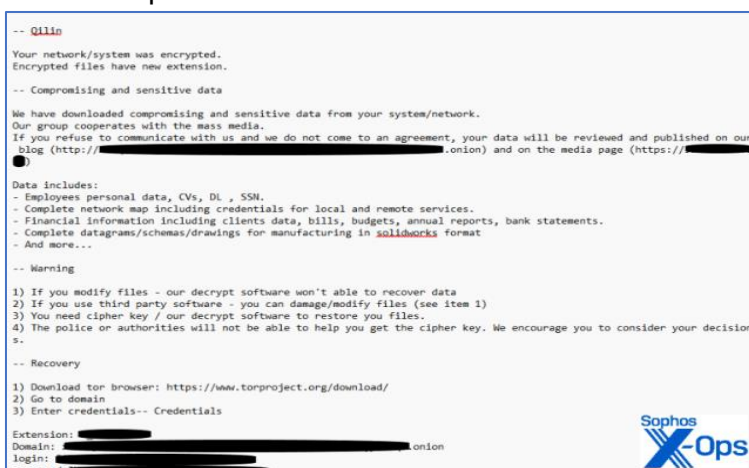 -- Qilin
Your network/system was encrypted.
Encrypted files have new extension.
-- Compromising and sensitive data
We have downloaded compromising and sensitive data from your system/network.
Our group cooperates with the mass media.
If you refuse to communicate with us and we do not come to an agreement, your data will be reviewed and published on our
blog (http:// .onion) and on the media page (https://
)
Data includes:
- Employees personal data, CVs, DL , SSN.
- Complete network map including credentials for local and remote services.
- Financial information including clients data, bills, budgets, annual reports, bank statements.
- Complete datagrams/schemas/drawings for manufacturing in solidworks format
- And more...
-- Warning
1) If you modify files - our decrypt software won't able to recover data
2) If you use third party software - you can damage/modify files (see item 1)
3) You need cipher key / our decrypt software to restore you files.
4) The police or authorities will not be able to help you get the cipher key. We encourage you to consider your decision
s.
-- Recovery
1) Download tor browser: https://www.torproject.org/download/
2) Go to domain
3) Enter credentials-- Credentials
Extension:
Domain: .onion
login:
Sophos
X-Ops